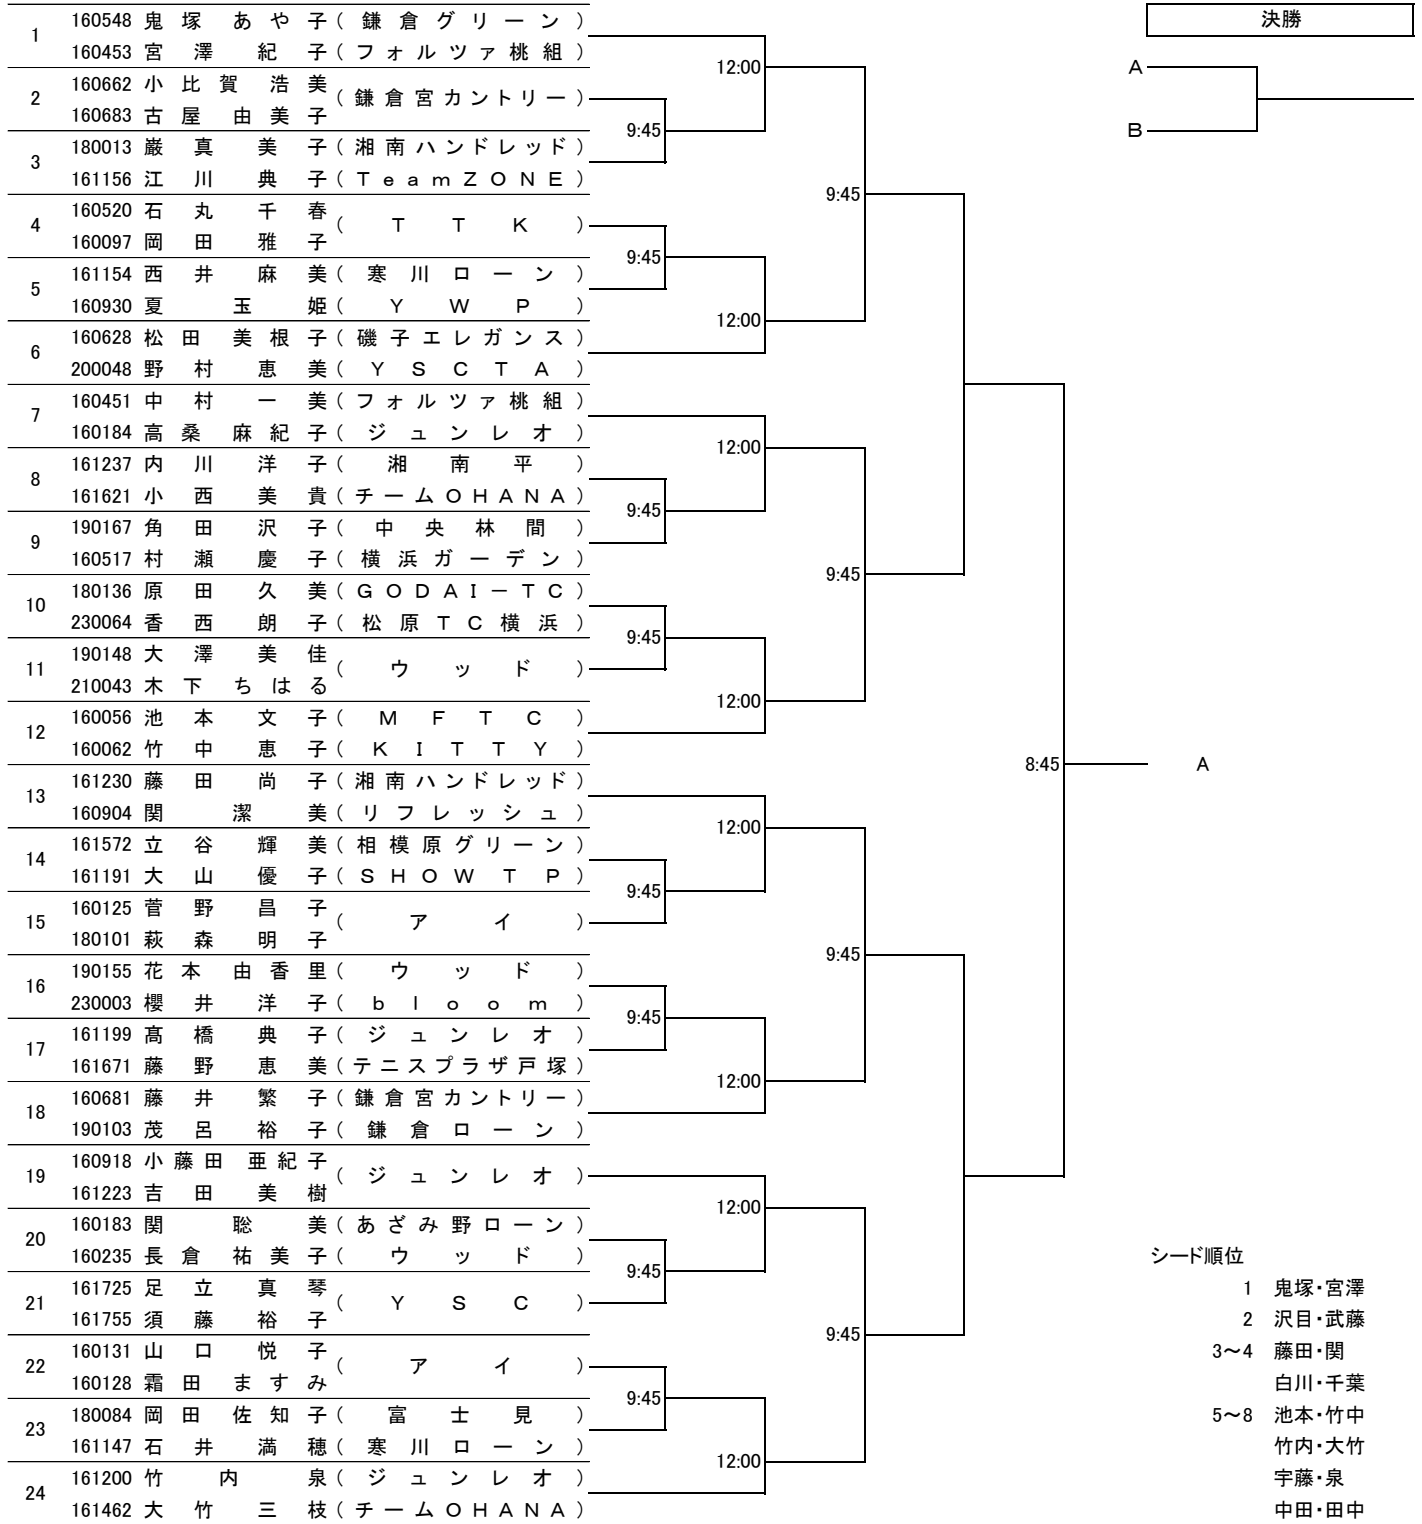 決勝
A
B
1
160548 鬼塚あや子(鎌倉グリーン)
160453 宮澤紀子(フォルツァ桃組)
12:00
2
160662 小比賀浩美
160683 古屋由美子
(鎌倉宮カントリー)
9:45
3
180013 巌真美子(湘南ハンドレッド)
161156 江川典子(TeamZONE)
9:45
4
160520 石丸千春
160097 岡田雅子
(TTK)
9:45
5
161154 西井麻美(寒川ローン)
160930 夏玉姫(YWP)
12:00
6
160628 松田美根子(磯子エレガンス)
200048 野村恵美(YSCTA)
7
160451 中村一美(フォルツァ桃組)
160184 高桑麻紀子(ジュンレオ)
12:00
8
161237 内川洋子(湘南平)
161621 小西美貴(チームOHANA)
9:45
9
190167 角田沢子(中央林間)
160517 村瀬慶子(横浜ガーデン)
9:45
10
180136 原田久美(GODAI-TC)
230064 香西朗子(松原TC横浜)
9:45
11
190148 大澤美佳
210043 木下ちはる
(ウッド)
12:00
12
160056 池本文子(MFTC)
160062 竹中恵子(KITTY)
8:45
A
13
161230 藤田尚子(湘南ハンドレッド)
160904 関潔美(リフレッシュ)
12:00
14
161572 立谷輝美(相模原グリーン)
161191 大山優子(SHOWTP)
9:45
15
160125 菅野昌子
180101 萩森明子
(アイ)
9:45
16
190155 花本由香里(ウッド)
230003 櫻井洋子(bloom)
9:45
17
161199 髙橋典子(ジュンレオ)
161671 藤野恵美(テニスプラザ戸塚)
12:00
18
160681 藤井繁子(鎌倉宮カントリー)
190103 茂呂裕子(鎌倉ローン)
19
160918 小藤田亜紀子
161223 吉田美樹
(ジュンレオ)
12:00
20
160183 関聡美(あざみ野ローン)
160235 長倉祐美子(ウッド)
9:45
21
161725 足立真琴
161755 須藤裕子
(YSC)
9:45
22
160131 山口悦子
160128 霜田ますみ
(アイ)
9:45
23
180084 岡田佐知子(富士見)
161147 石井満穂(寒川ローン)
12:00
24
161200 竹内泉(ジュンレオ)
161462 大竹三枝(チームOHANA)
シード順位
1 鬼塚・宮澤
2 沢目・武藤
3～4 藤田・関
白川・千葉
5～8 池本・竹中
竹内・大竹
宇藤・泉
中田・田中